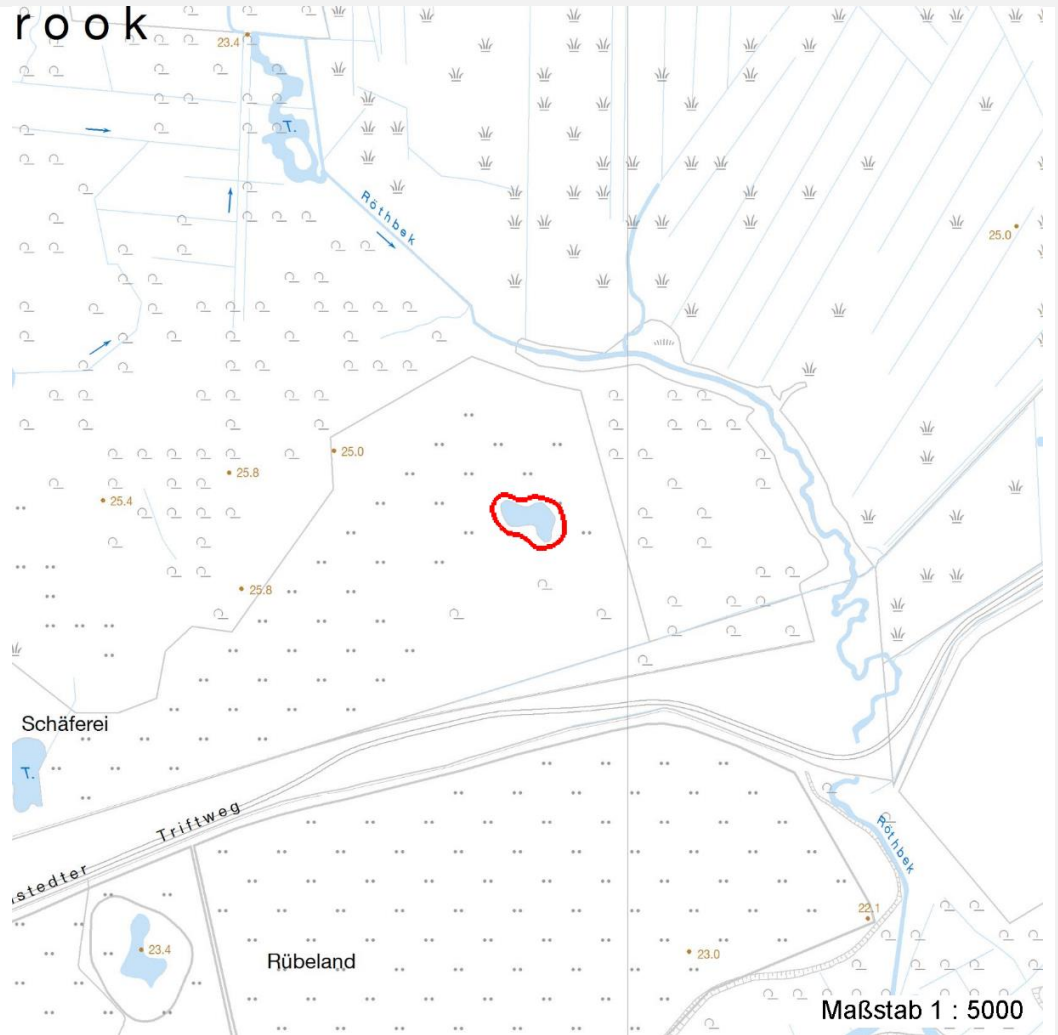 rook
23.4
T.
Röthbek
25.0
25.0
25.8
25.4
25.8
Schäferei
T.
Triftweg
stedter
Röthbek
22.1
23.4
23.0
Rübeland
Maßstab 1 : 5000